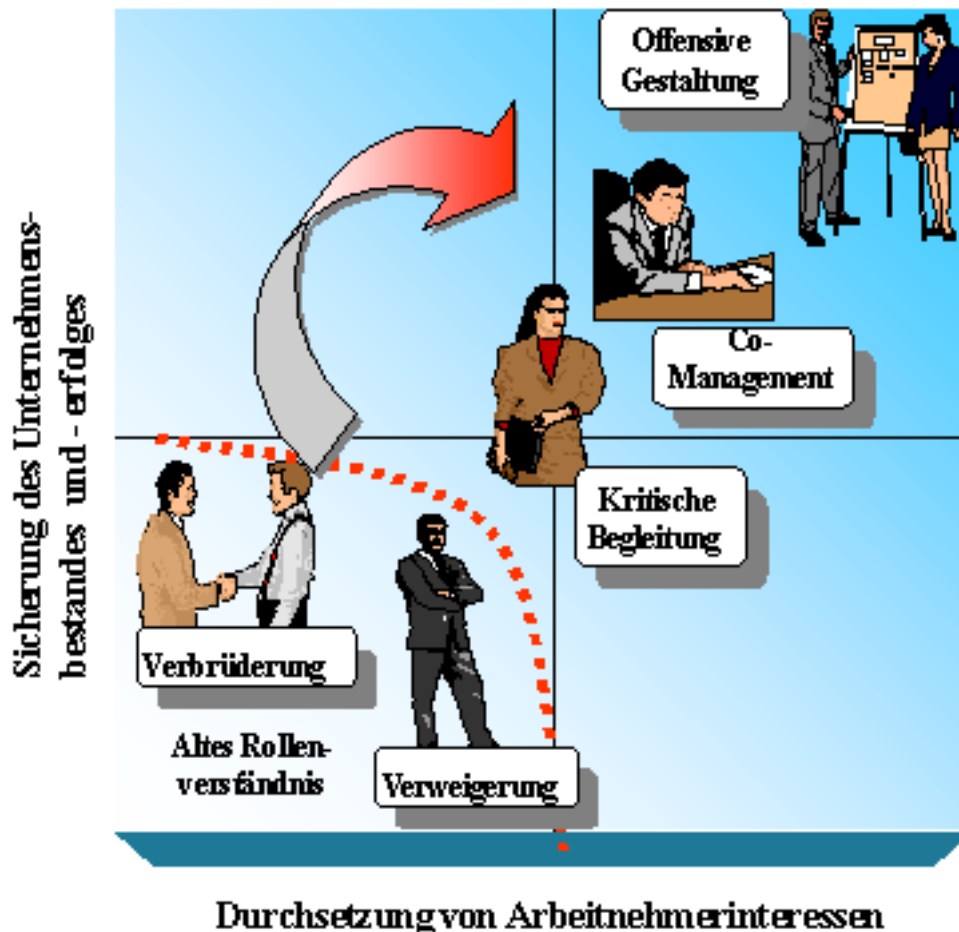 Offensive
Gestaltung
Co-
Management
Kritische
Begleitung
Verbrüderung
Altes Rollen-
verständnis
Verweigerung
Sicherung des Unternehmens-
bestandes und - erfolges
Durchsetzung von Arbeitnehmerinteressen